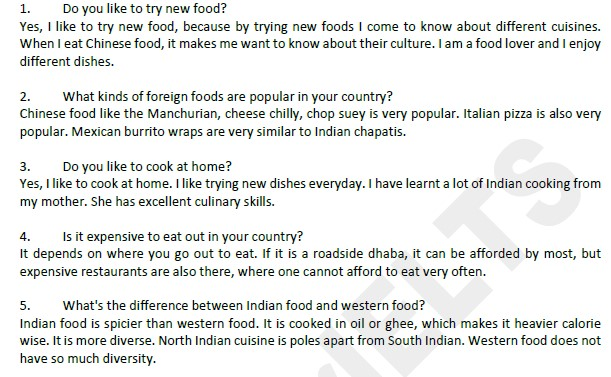 1. Do you like to try new food?
Yes, I like to try new food, because by trying new foods I come to know about different cuisines.
When I eat Chinese food, it makes me want to know about their culture. I am a food lover and I enjoy
different dishes.
2. What kinds of foreign foods are popular in your country?
Chinese food like the Manchurian, cheese chilly, chop suey is very popular. Italian pizza is also very
popular. Mexican burrito wraps are very similar to Indian chapatis.
3. Do you like to cook at home?
Yes, I like to cook at home. I like trying new dishes everyday. I have learnt a lot of Indian cooking from
my mother. She has excellent culinary skills.
4. Is it expensive to eat out in your country?
It depends on where you go out to eat. If it is a roadside dhaba, it can be afforded by most, but
expensive restaurants are also there, where one cannot afford to eat very often.
5. What's the difference between Indian food and western food?
Indian food is spicier than western food. It is cooked in oil or ghee, which makes it heavier calorie
wise. It is more diverse. North Indian cuisine is poles apart from South Indian. Western food does not
have so much diversity.
IELTS